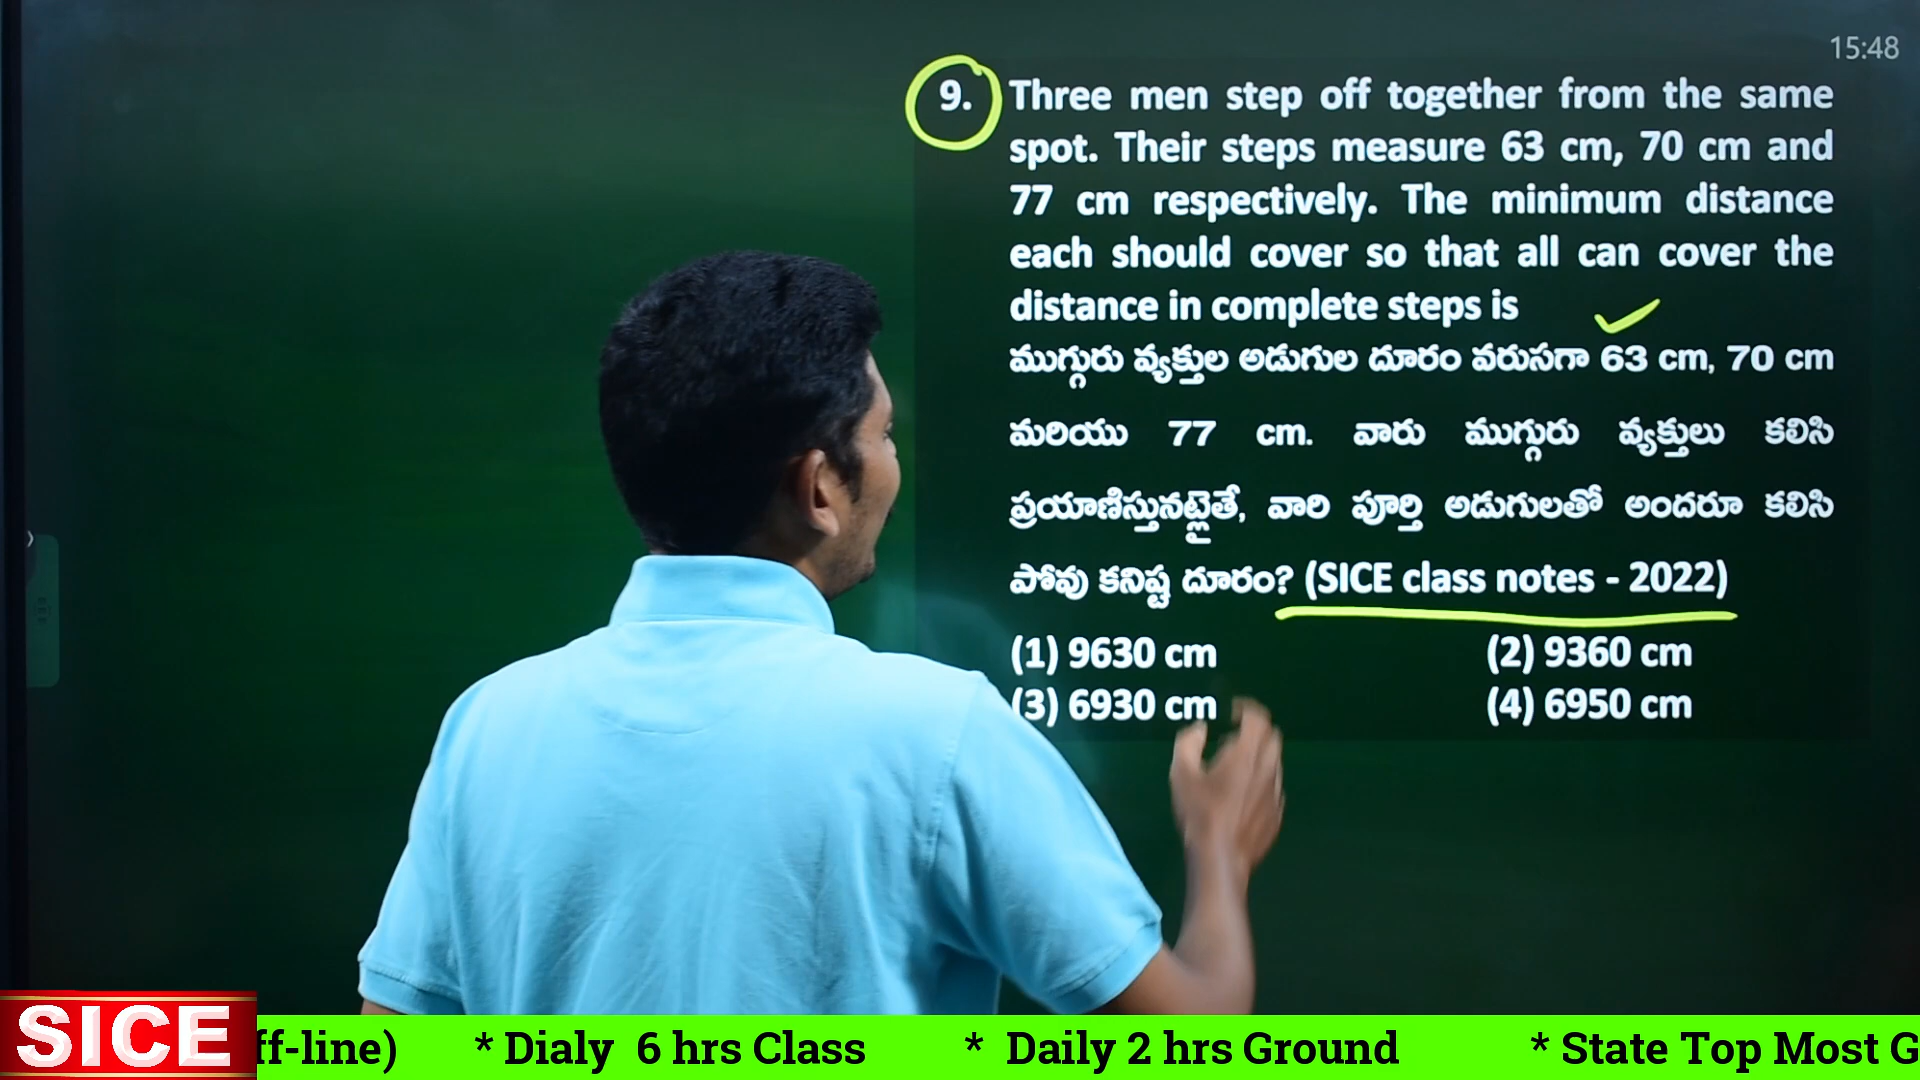 15:48
9. Three men step off together from the same
spot. Their steps measure 63 cm, 70 cm and
77 cm respectively. The minimum distance
each should cover so that all can cover the
distance in complete steps is
ముగ్గురు వ్యక్తుల అడుగుల దూరం వరుసగా 63 cm, 70 cm
మరియు 77 cm. వారు ముగ్గురు వ్యక్తులు కలిసి
ప్రయాణిస్తునట్లైతే, వారి పూర్తి అడుగులతో అందరూ కలిసి
పోవు కనిష్ట దూరం? (SICE class notes - 2022)
(1) 9630 cm (2) 9360 cm
(3) 6930 cm (4) 6950 cm
SICE ff-line) * Dialy 6 hrs Class * Daily 2 hrs Ground * State Top Most G